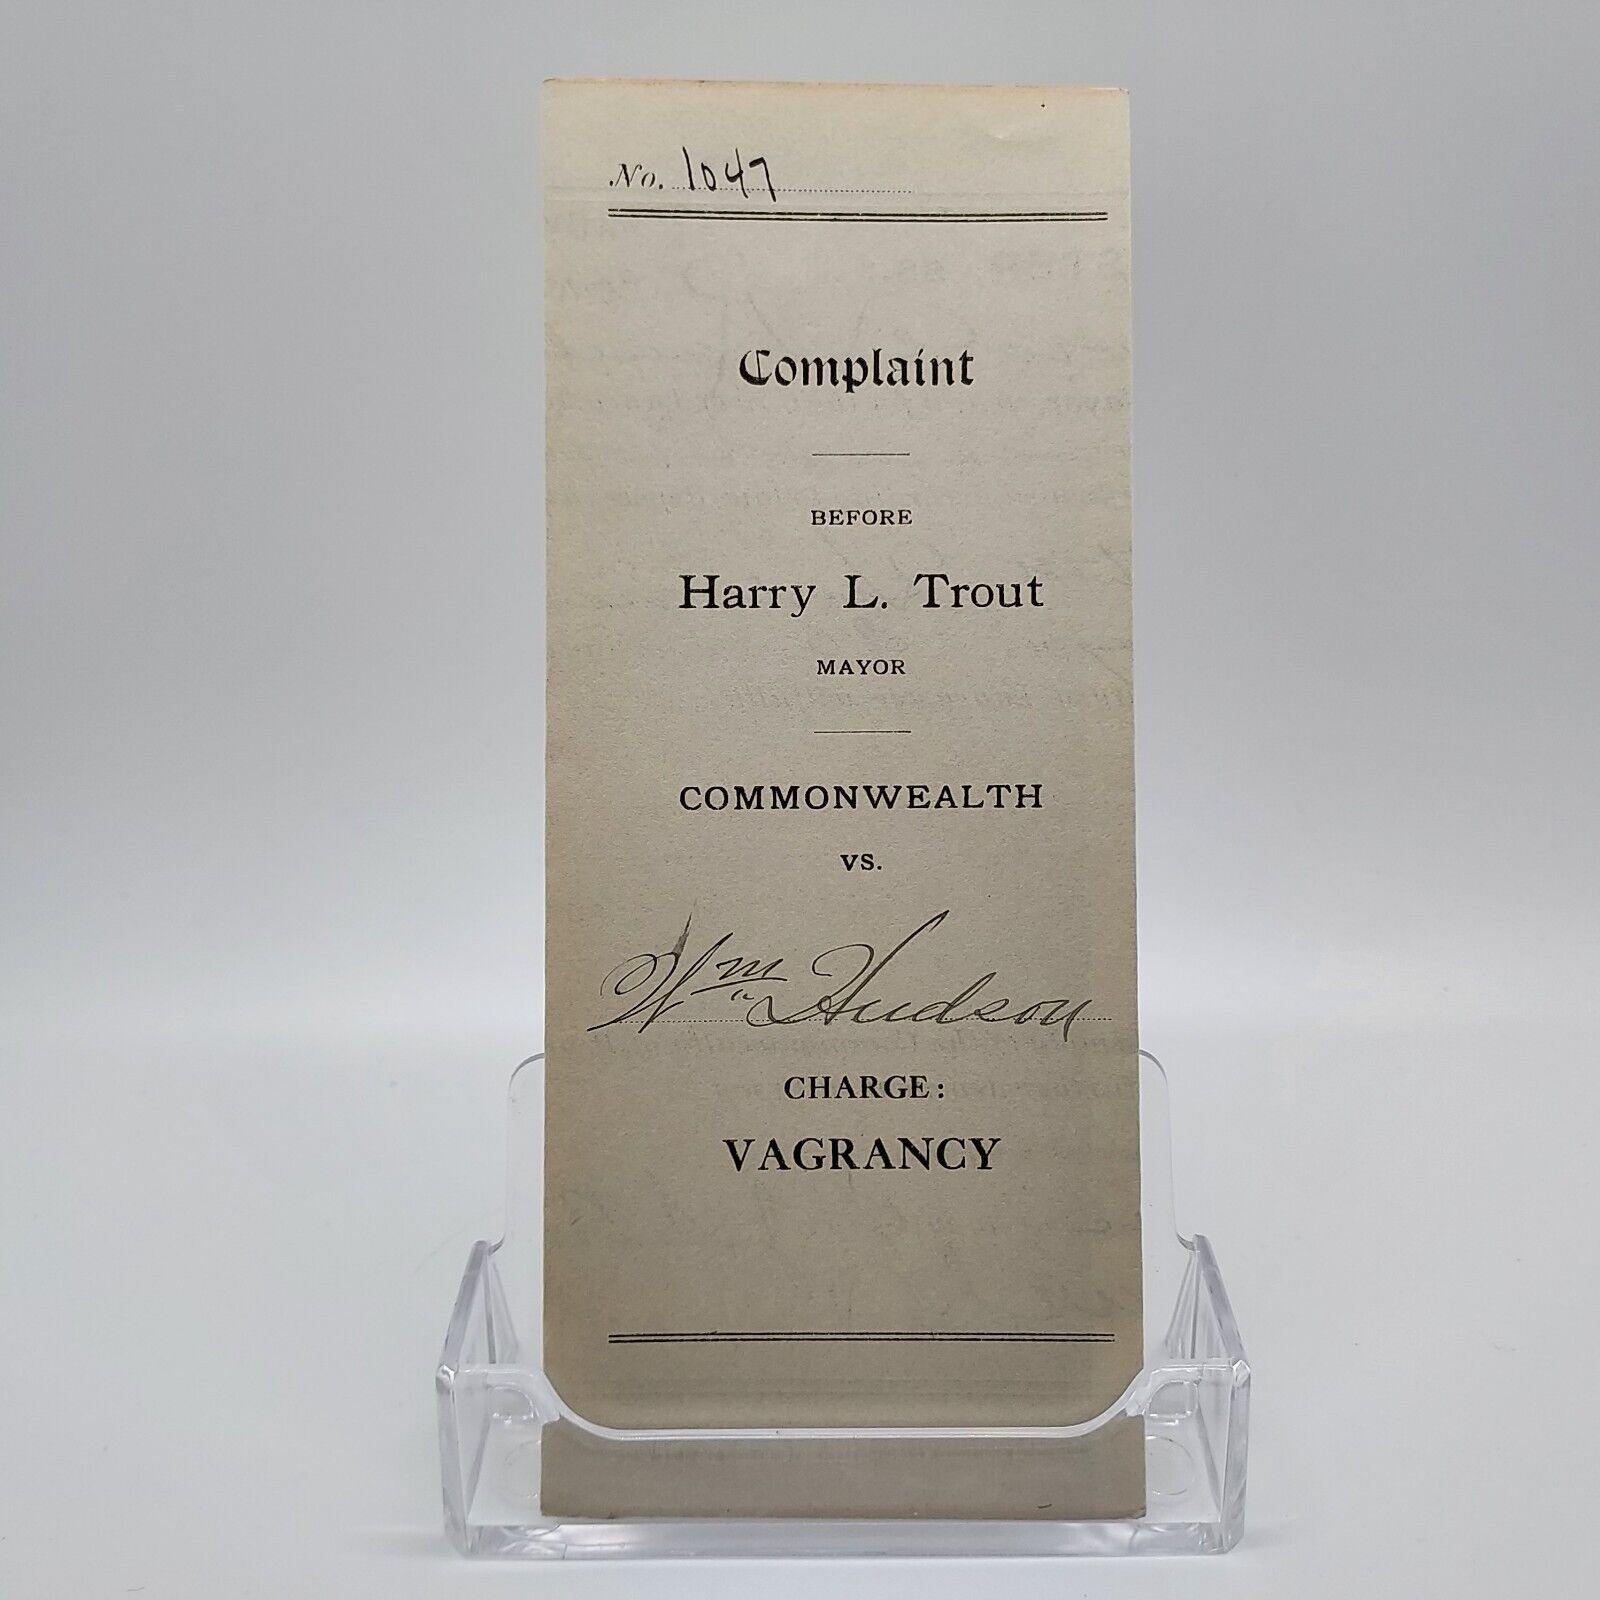 No. 1047
Complaint
BEFORE
Harry L. Trout
MAYOR
COMMONWEALTH
VS.
Wm Hudson
CHARGE:
VAGRANCY